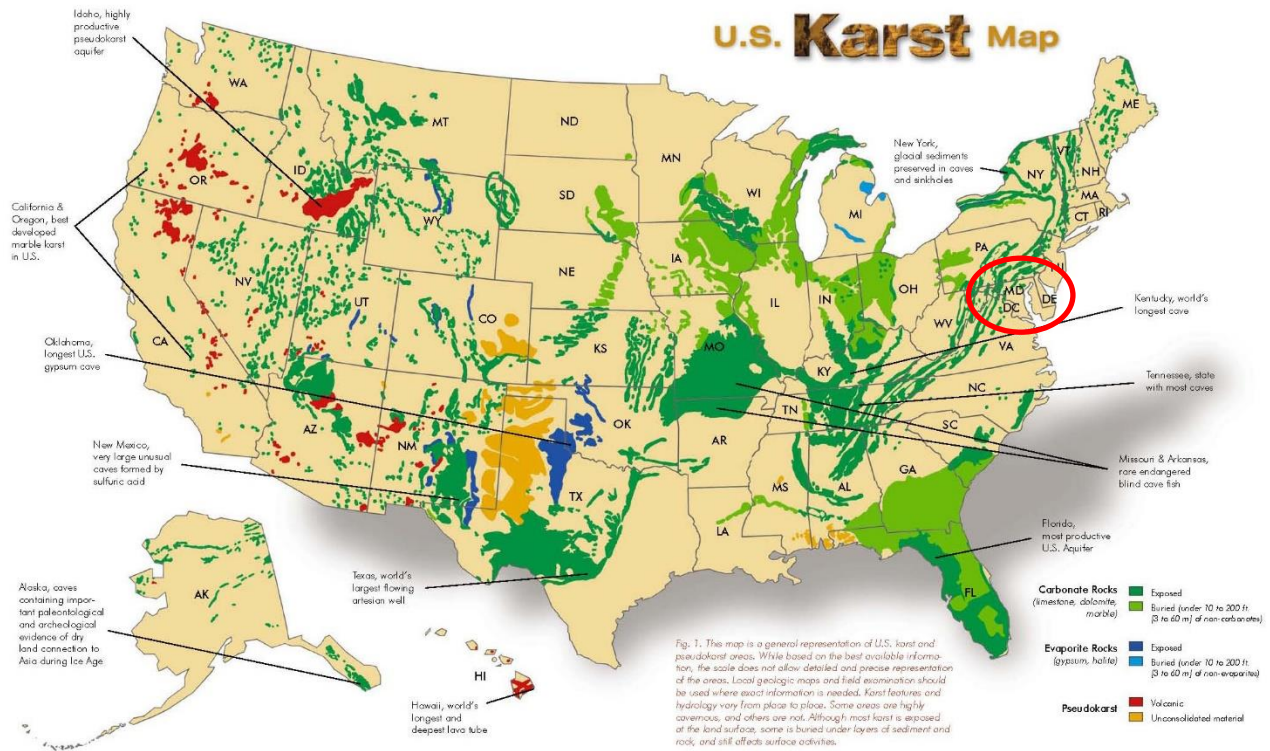 U.S. Karst Map
Idaho, highly
productive
pseudokarst
aquifer
California &
Oregon, best
developed
marble karst
in U.S.
Oklahoma,
longest U.S.
gypsum cave
New Mexico,
very large unusual
caves formed by
sulfuric acid
Alaska, caves
containing impor-
tant paleontological
and archeological
evidence of dry
land connection to
Asia during Ice Age
Texas, world's
largest flowing
artesian well
Hawaii, world's
longest and
deepest lava tube
New York,
glacial sediments
preserved in caves
and sinkholes
Kentucky, world's
longest cave
Tennessee, state
with most caves
Missouri & Arkansas,
rare endangered
blind cave fish
Florida,
most productive
U.S. Aquifer
WA
MT
ND
MN
ME
VT
NH
NY
MA
CT
RI
OR
ID
WY
SD
WI
MI
PA
NJ
NV
UT
CO
NE
IA
IL
IN
OH
MD
DE
DC
WV
VA
CA
KS
MO
KY
AZ
NM
OK
AR
TN
NC
SC
TX
LA
MS
AL
GA
FL
AK
HI
Fig. 1. This map is a general representation of U.S. karst and
pseudokarst areas. While based on the best available informa-
tion, the scale does not allow detailed and precise representation
of the areas. Local geologic maps and field examination should
be used where exact information is needed. Karst features and
hydrology vary from place to place. Some areas are highly
cavernous, and others are not. Although most karst is exposed
at the land surface, some is buried under layers of sediment and
rock, and still affects surface activities.
Carbonate Rocks
(limestone, dolomite,
marble)
Exposed
Buried (under 10 to 200 ft.
[3 to 60 m] of non-carbonates)
Evaporite Rocks
(gypsum, halite)
Exposed
Buried (under 10 to 200 ft.
[3 to 60 m] of non-evaporites)
Pseudokarst
Volcanic
Unconsolidated material